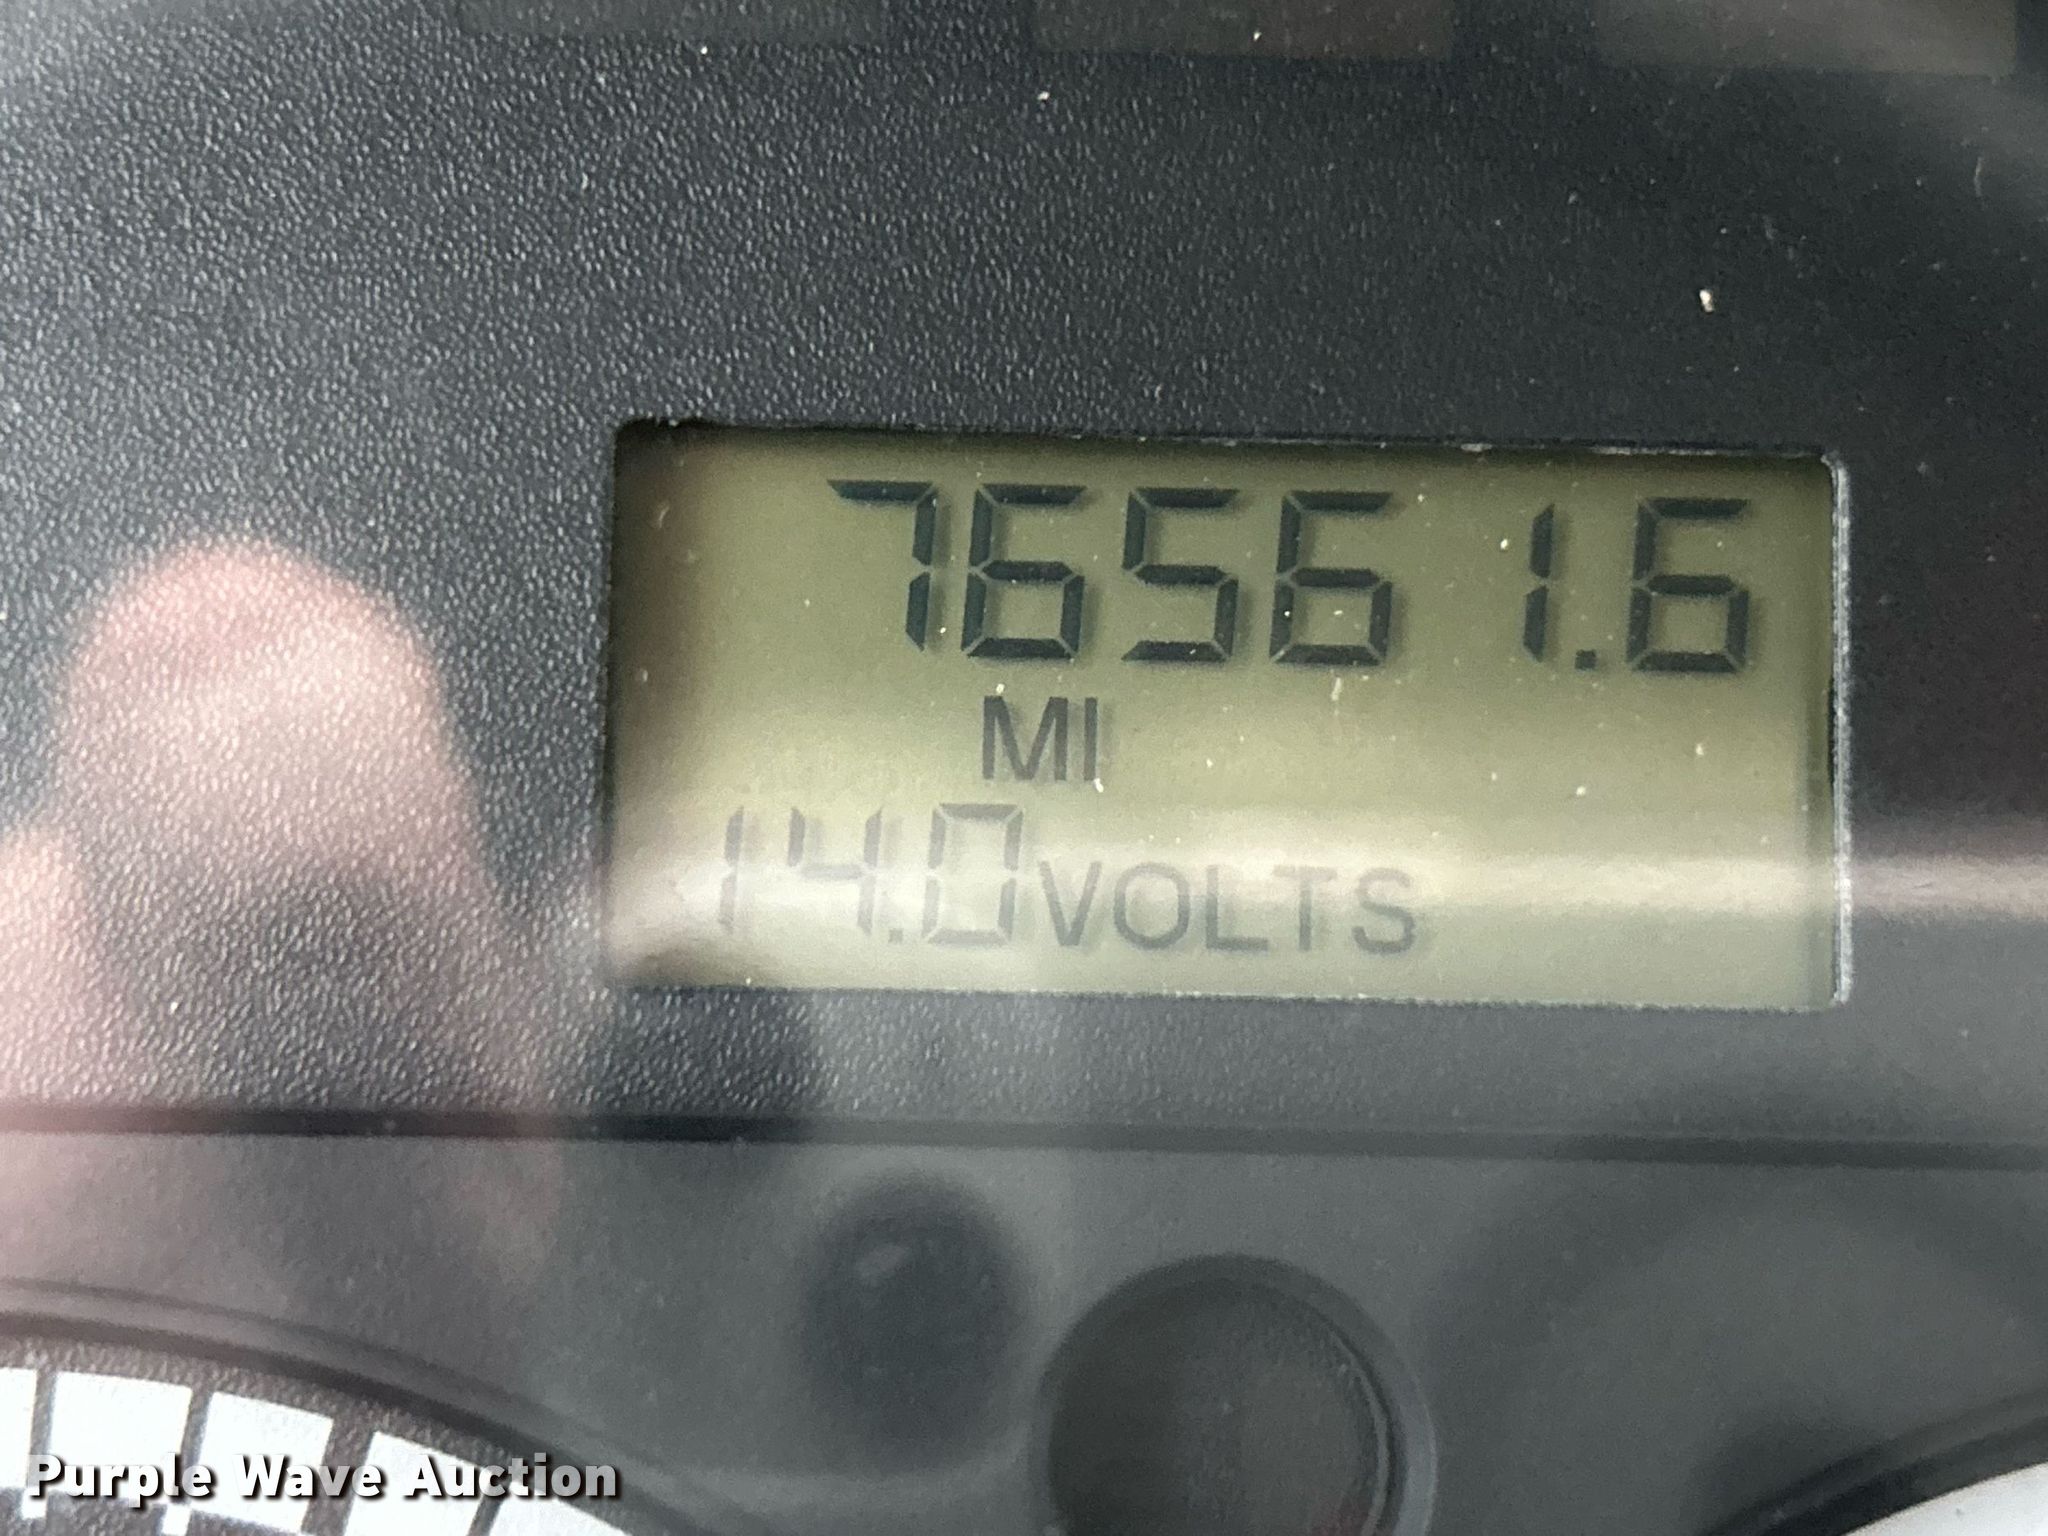 76561.6
MI
14.0 VOLTS
Purple Wave Auction